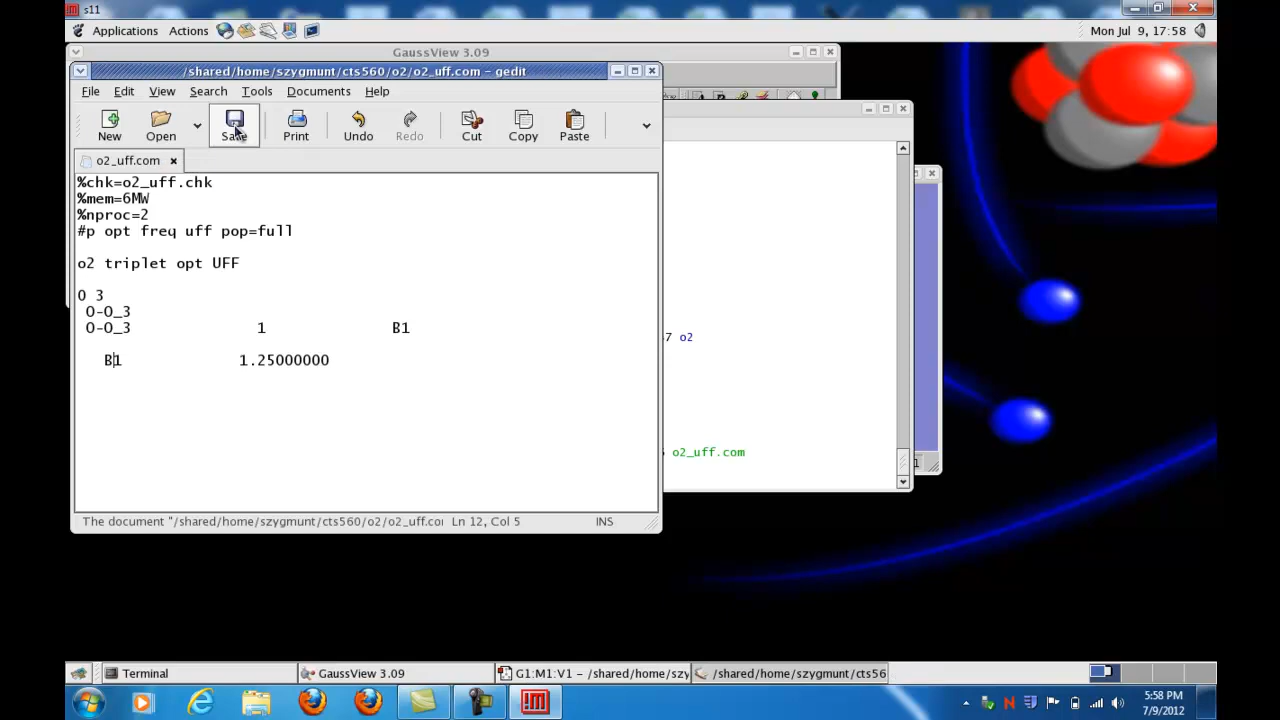 s11
Applications Actions
Mon Jul 9, 17:58
GaussView 3.09
/shared/home/szygmunt/cts560/o2/o2_uff.com - gedit
File Edit View Search Tools Documents Help
New Open Save Print Undo Redo Cut Copy Paste
o2_uff.com
%chk=o2_uff.chk
%mem=6MW
%nproc=2
#p opt freq uff pop=full
o2 triplet opt UFF
0 3
O-O_3
O-O_3 1 B1
B1 1.25000000
7 o2
o2_uff.com
1
The document "/shared/home/szygmunt/cts560/o2/o2_uff.co Ln 12, Col 5 INS
Terminal
GaussView 3.09
G1:M1:V1 - /shared/home/szy
/shared/home/szygmunt/cts56
5:58 PM
7/9/2012